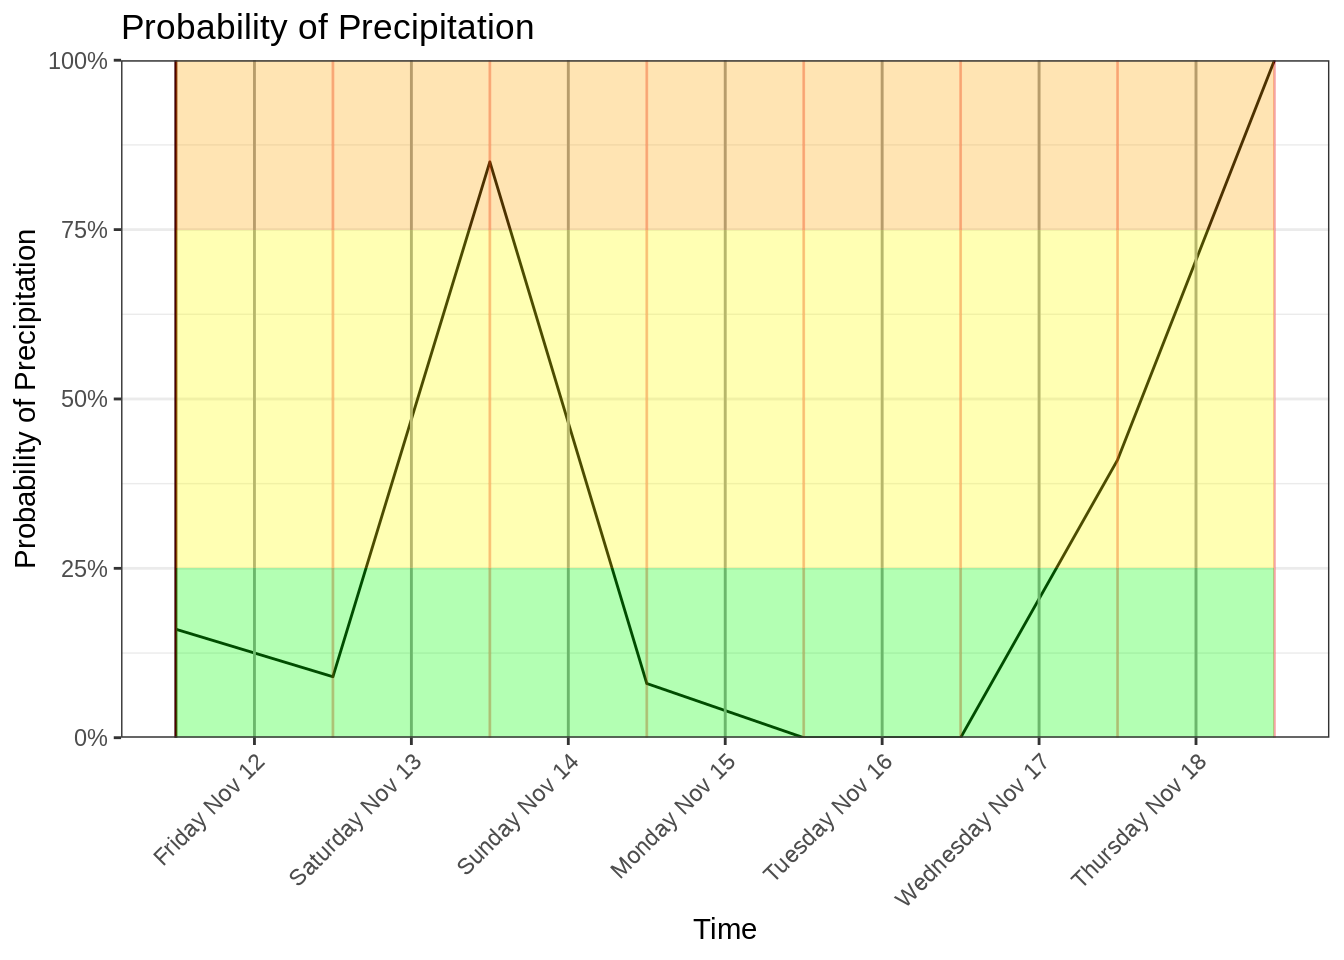 Probability of Precipitation
Probability of Precipitation
100%
75%
50%
25%
0%
Friday Nov 12
Saturday Nov 13
Sunday Nov 14
Monday Nov 15
Tuesday Nov 16
Wednesday Nov 17
Thursday Nov 18
Time